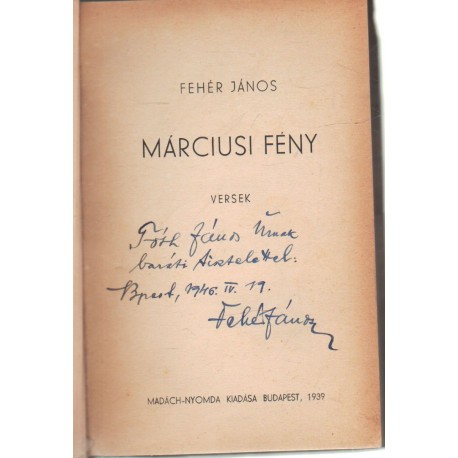 FEHÉR JÁNOS
MÁRCIUSI FÉNY
VERSEK
Tóth János Úrnak
baráti tisztelettel:
Bpest, 1946. IV. 19.
Fehér János
MADÁCH-NYOMDA KIADÁSA BUDAPEST, 1939